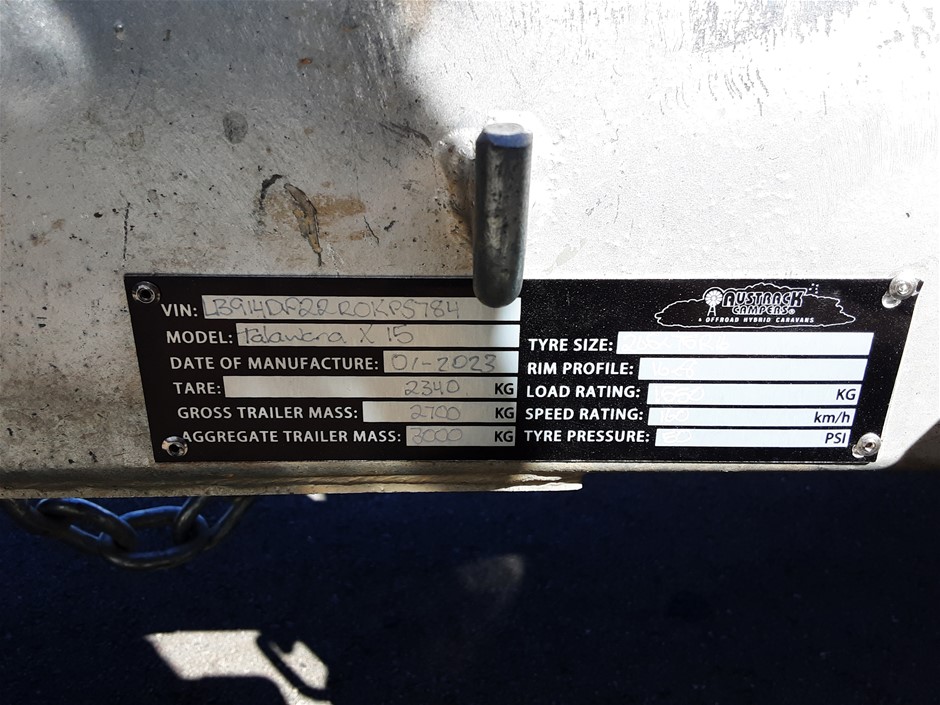 AUSTRACK
CAMPERS®
OFFROAD HYBRID CARAVANS
VIN:
MODEL: Talawana X 15
DATE OF MANUFACTURE: 01-2023
TARE: 2340 KG
GROSS TRAILER MASS: 2700 KG
AGGREGATE TRAILER MASS: 3000 KG
TYRE SIZE:
RIM PROFILE:
LOAD RATING: KG
SPEED RATING: km/h
TYRE PRESSURE: PSI